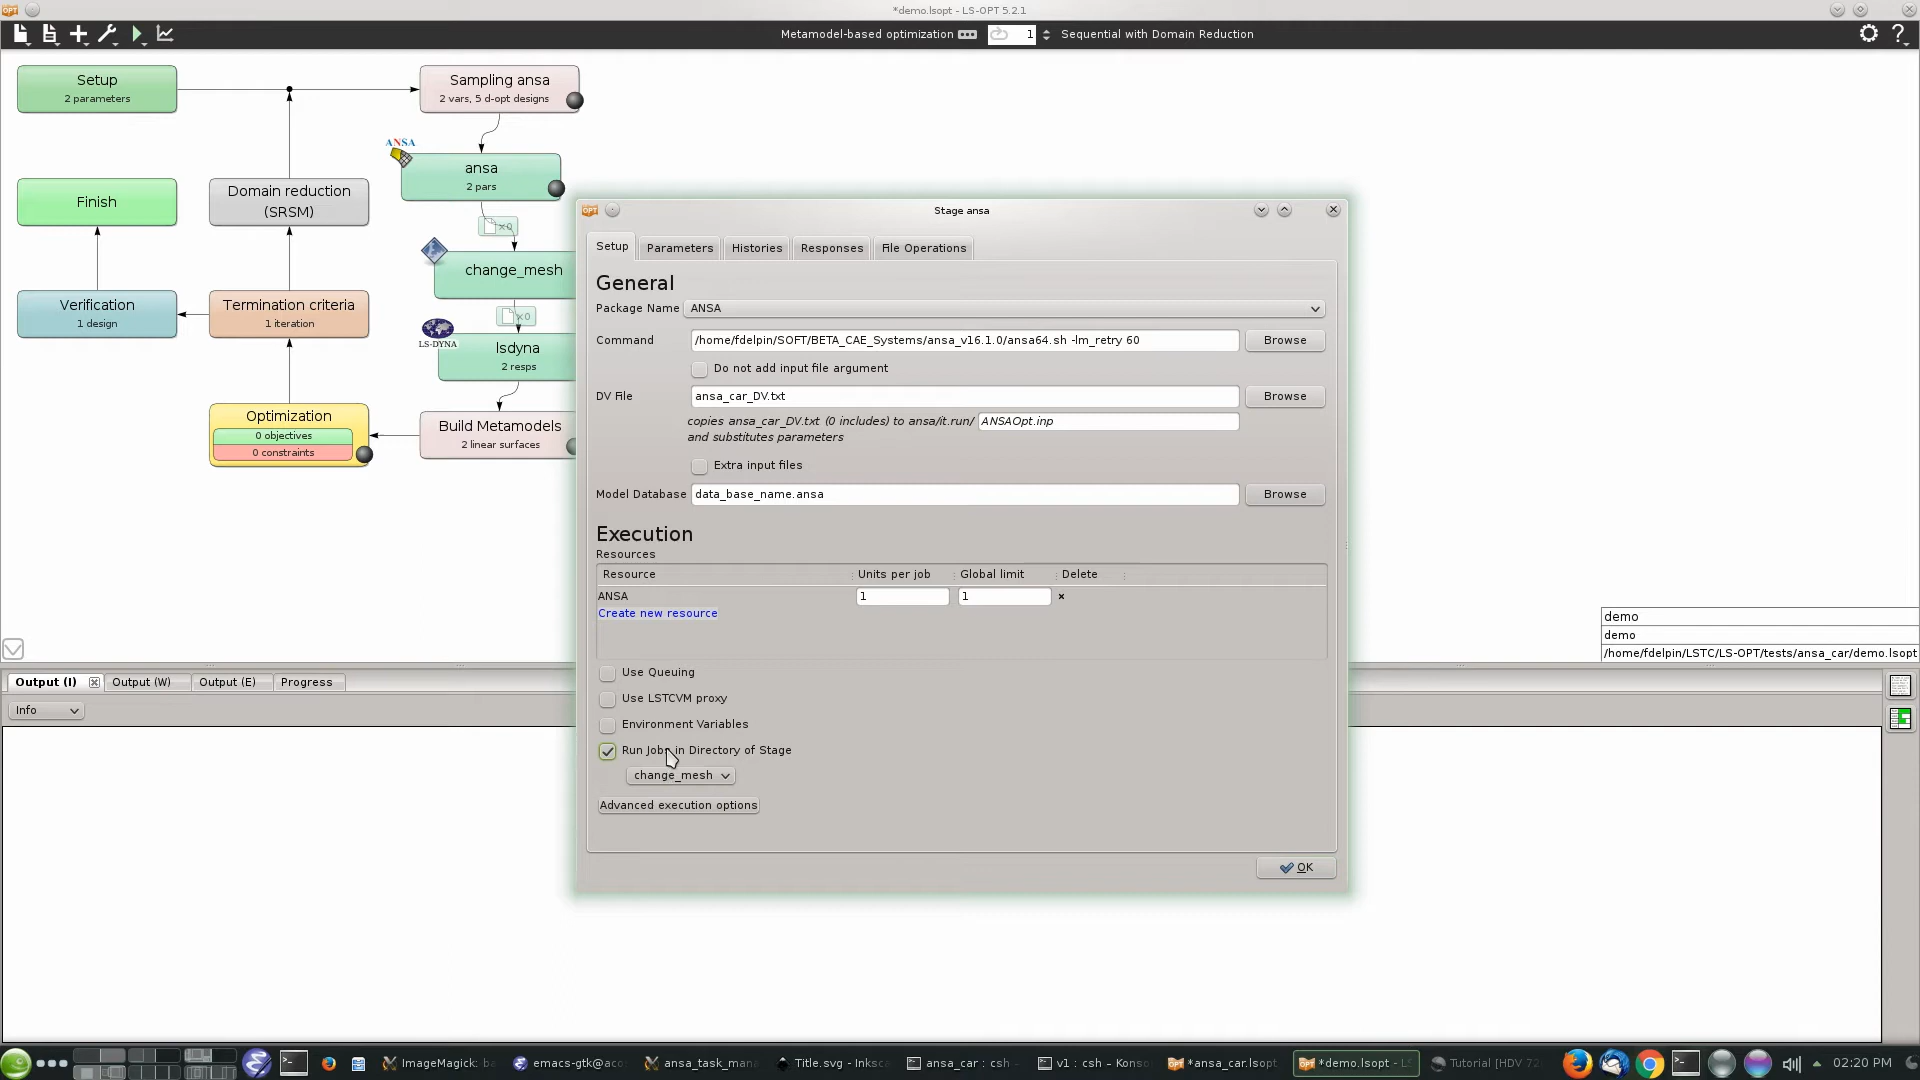 *demo.lsopt - LS-OPT 5.2.1
Metamodel-based optimization
1
Sequential with Domain Reduction
Setup
2 parameters
Sampling ansa
2 vars, 5 d-opt designs
ANSA
ansa
2 pars
×0
change_mesh
×0
LS-DYNA
lsdyna
2 resps
Build Metamodels
2 linear surfaces
Finish
Domain reduction
(SRSM)
Verification
1 design
Termination criteria
1 iteration
Optimization
0 objectives
0 constraints
OPT
Stage ansa
Setup
Parameters
Histories
Responses
File Operations
General
Package Name
ANSA
Command
/home/fdelpin/SOFT/BETA_CAE_Systems/ansa_v16.1.0/ansa64.sh -lm_retry 60
Browse
Do not add input file argument
DV File
ansa_car_DV.txt
Browse
copies ansa_car_DV.txt (0 includes) to ansa/it.run/
ANSAOpt.inp
and substitutes parameters
Extra input files
Model Database
data_base_name.ansa
Browse
Execution
Resources
Resource
Units per job
Global limit
Delete
ANSA
1
1
×
Create new resource
Use Queuing
Use LSTCVM proxy
Environment Variables
Run Jobs in Directory of Stage
change_mesh
Advanced execution options
OK
demo
demo
/home/fdelpin/LSTC/LS-OPT/tests/ansa_car/demo.lsopt
Output (I)
Output (W)
Output (E)
Progress
Info
ImageMagick: ba
emacs-gtk@aco
ansa_task_mana
Title.svg - Inksca
ansa_car : csh
v1 : csh - Konso
*ansa_car.lsopt
*demo.lsopt - LS
Tutorial [HDV 72
02:20 PM